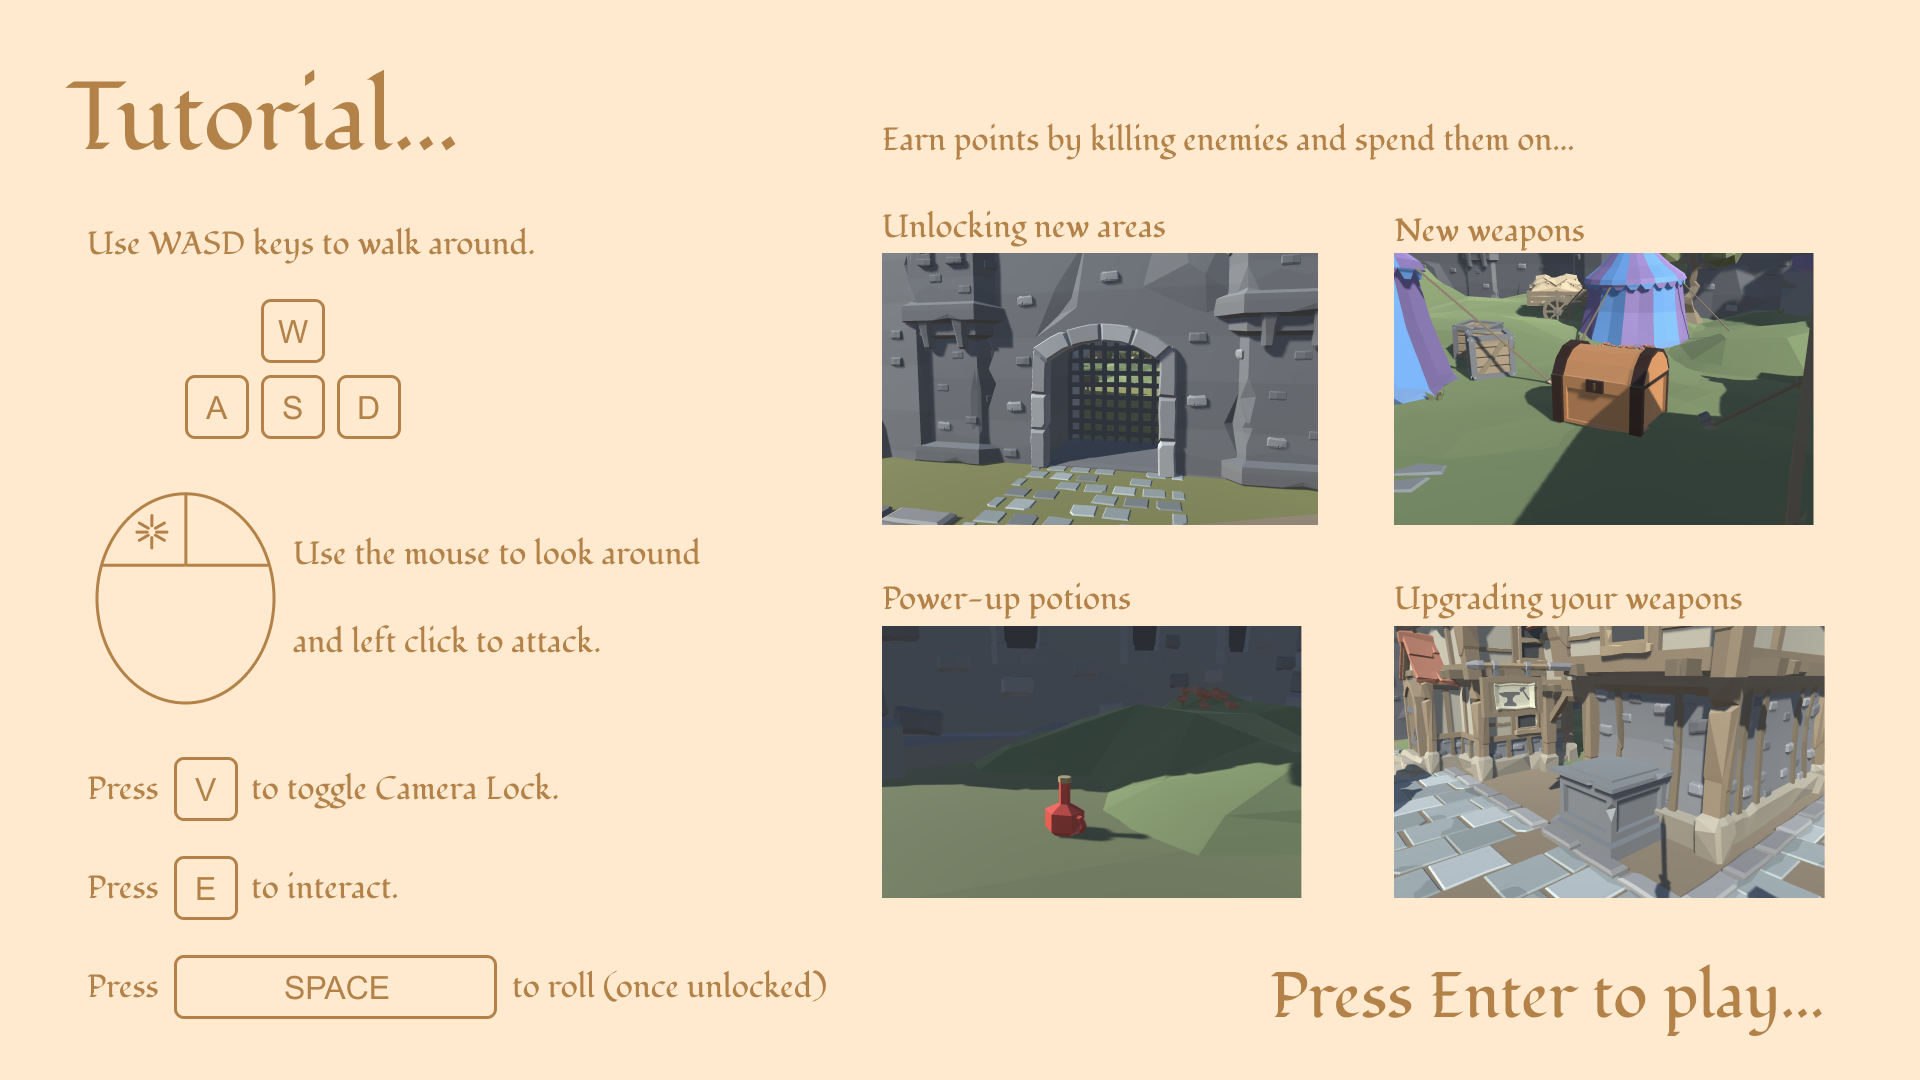 Tutorial...
Use WASD keys to walk around.
W
A S D
Use the mouse to look around
and left click to attack.
Press V to toggle Camera Lock.
Press E to interact.
Press SPACE to roll (once unlocked)
Earn points by killing enemies and spend them on...
Unlocking new areas
New weapons
Power-up potions
Upgrading your weapons
Press Enter to play...